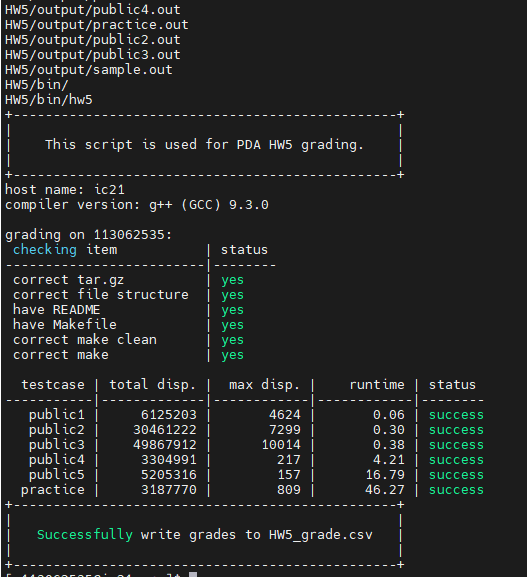 HW5/output/public4.out
HW5/output/practice.out
HW5/output/public2.out
HW5/output/public3.out
HW5/output/sample.out
HW5/bin/
HW5/bin/hw5
+------------------------------------------------+
|                                                |
|    This script is used for PDA HW5 grading.    |
|                                                |
+------------------------------------------------+
host name: ic21
compiler version: g++ (GCC) 9.3.0
grading on 113062535:
 checking item           | status
-------------------------|--------
 correct tar.gz          | yes
 correct file structure  | yes
 have README             | yes
 have Makefile           | yes
 correct make clean      | yes
 correct make            | yes
  testcase | total disp. |  max disp. |    runtime | status
-----------|-------------|------------|------------|--------
   public1 |     6125203 |       4624 |       0.06 | success
   public2 |    30461222 |       7299 |       0.30 | success
   public3 |    49867912 |      10014 |       0.38 | success
   public4 |     3304991 |        217 |       4.21 | success
   public5 |     5205316 |        157 |      16.79 | success
  practice |     3187770 |        809 |      46.27 | success
+------------------------------------------------+
|                                                |
|   Successfully write grades to HW5_grade.csv   |
|                                                |
+------------------------------------------------+